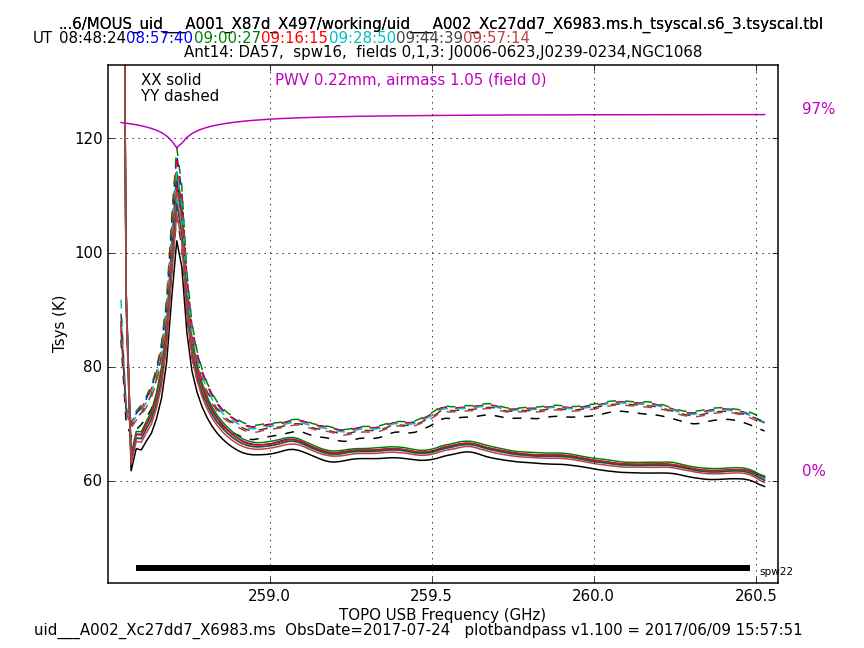 ...6/MOUS_uid___A001_X87d_X497/working/uid___A002_Xc27dd7_X6983.ms.h_tsyscal.s6_3.tsyscal.tbl
UT 08:48:24 08:57:40 09:00:27 09:16:15 09:28:50 09:44:39 09:57:14
Ant14: DA57,  spw16,  fields 0,1,3: J0006-0623,J0239-0234,NGC1068
XX solid
PWV 0.22mm, airmass 1.05 (field 0)
YY dashed
97%
120
100
Tsys (K)
80
60
0%
spw22
259.0 259.5 260.0 260.5
TOPO USB Frequency (GHz)
uid___A002_Xc27dd7_X6983.ms  ObsDate=2017-07-24   plotbandpass v1.100 = 2017/06/09 15:57:51